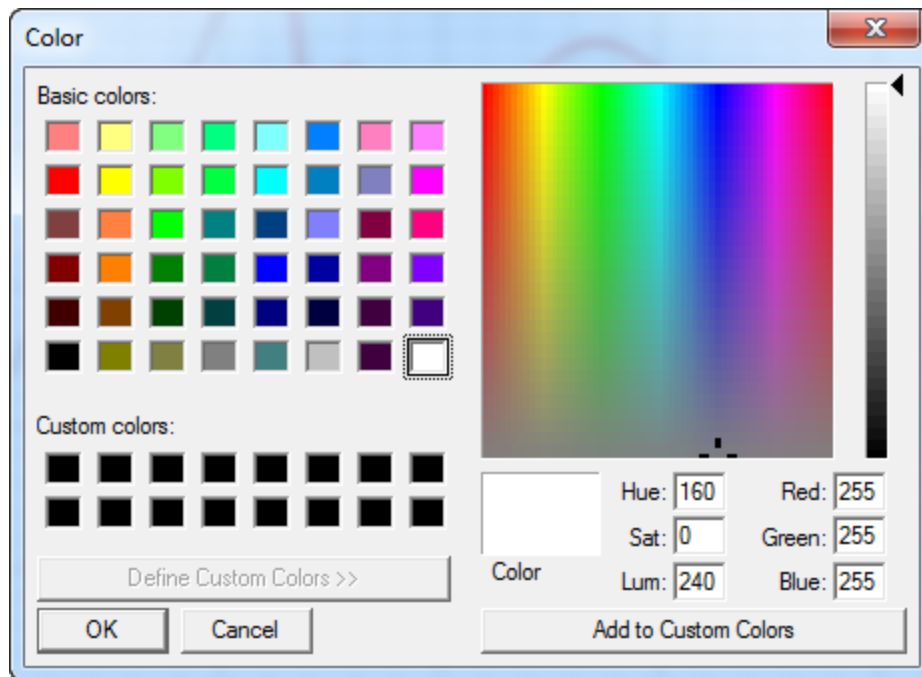 Color
Basic colors:
Custom colors:
Define Custom Colors >>
OK Cancel
Color
Hue: 160 Red: 255
Sat: 0 Green: 255
Lum: 240 Blue: 255
Add to Custom Colors